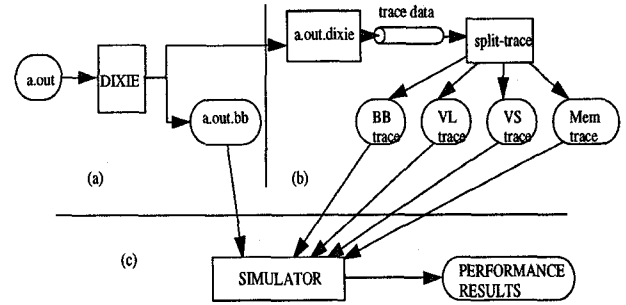 trace data
a.out
DIXIE
a.out.dixie
split-trace
a.out.bb
BB
trace
VL
trace
VS
trace
Mem
trace
(a)
(b)
(c)
SIMULATOR
PERFORMANCE
RESULTS